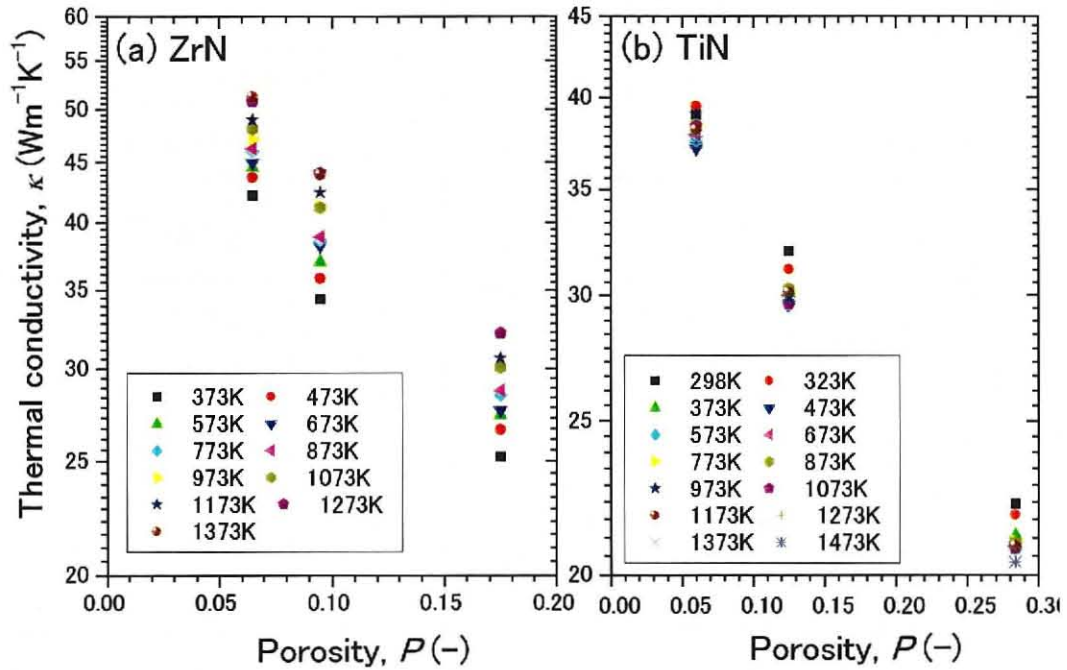 (a) ZrN
Thermal conductivity, κ (Wm⁻¹K⁻¹)
60
55
50
45
40
35
30
25
20
373K 473K
573K 673K
773K 873K
973K 1073K
1173K 1273K
1373K
0.00 0.05 0.10 0.15 0.20
Porosity, P (-)
(b) TiN
45
40
35
30
25
20
298K 323K
373K 473K
573K 673K
773K 873K
973K 1073K
1173K 1273K
1373K 1473K
0.00 0.05 0.10 0.15 0.20 0.25 0.30
Porosity, P (-)